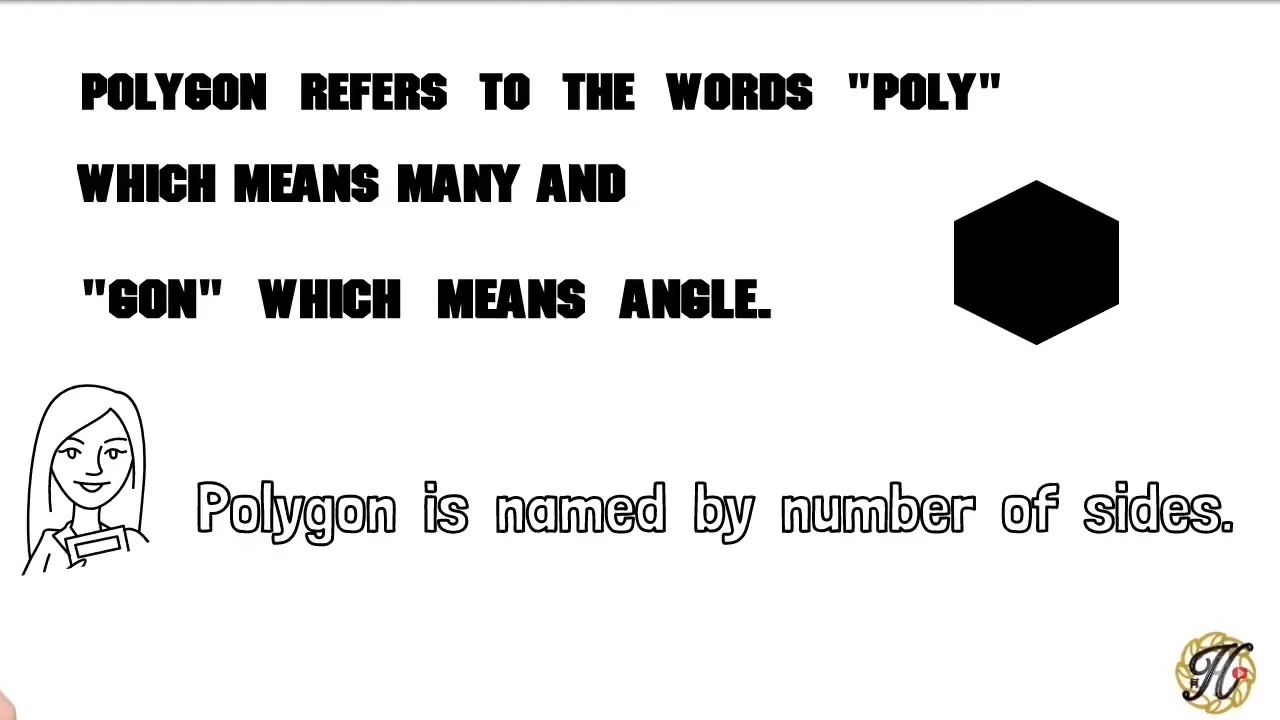 POLYGON REFERS TO THE WORDS "POLY"
WHICH MEANS MANY AND
"GON" WHICH MEANS ANGLE.
Polygon is named by number of sides.